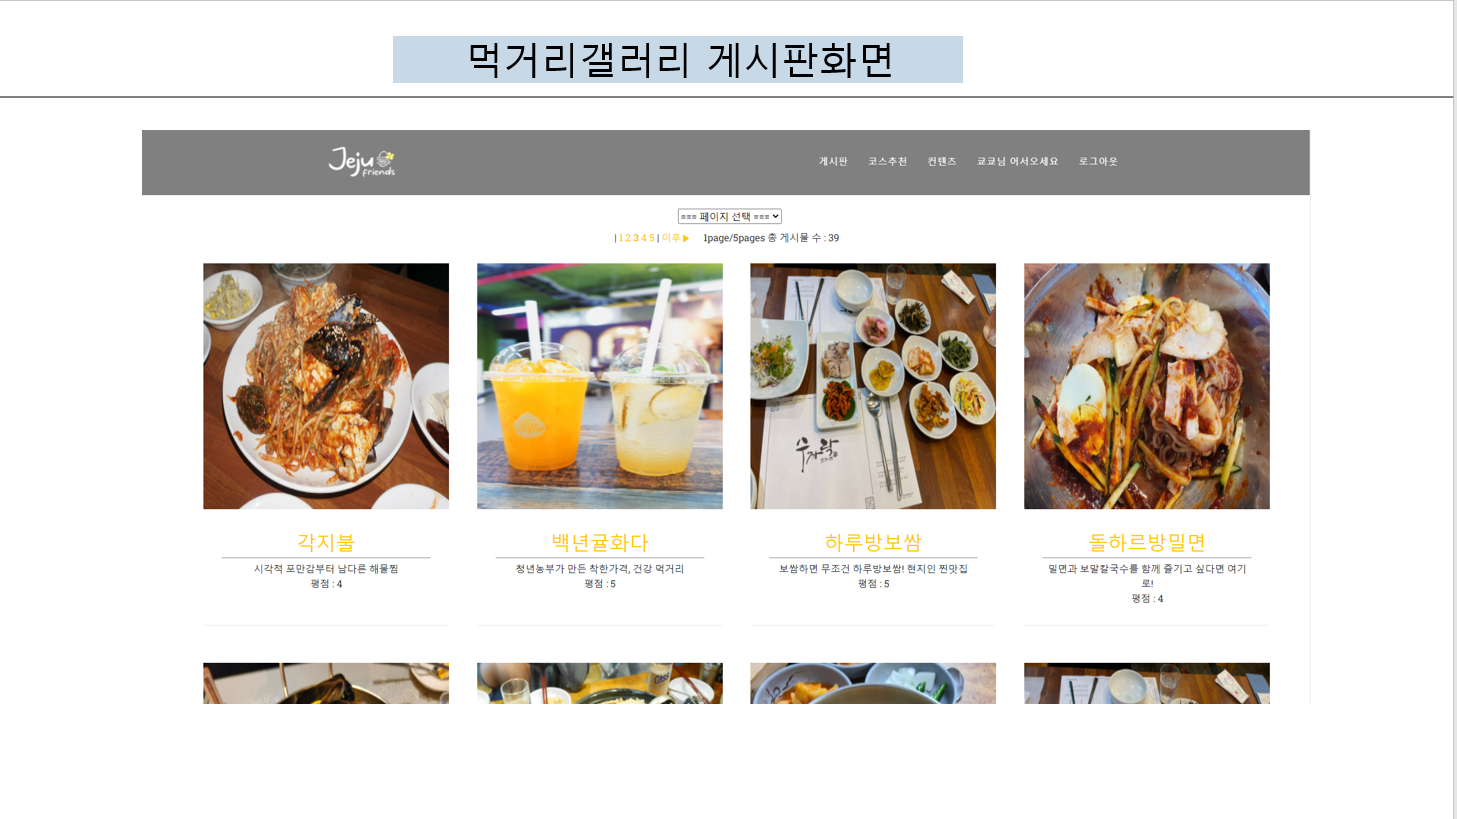 먹거리갤러리 게시판화면
Jeju friends
게시판 코스추천 컨텐즈 쿄쿄님 어서오세요 로그아웃
=== 페이지 선택 ===
| 1 2 3 4 5 | 이후▶ 1page/5pages 총 게시물 수 : 39
각지불
시각적 포만감부터 남다른 해물찜
평점 : 4
백년귤화다
청년농부가 만든 착한가격, 건강 먹거리
평점 : 5
하루방보쌈
보쌈하면 무조건 하루방보쌈! 현지인 찐맛집
평점 : 5
돌하르방밀면
밀면과 보말칼국수를 함께 즐기고 싶다면 여기
로!
평점 : 4